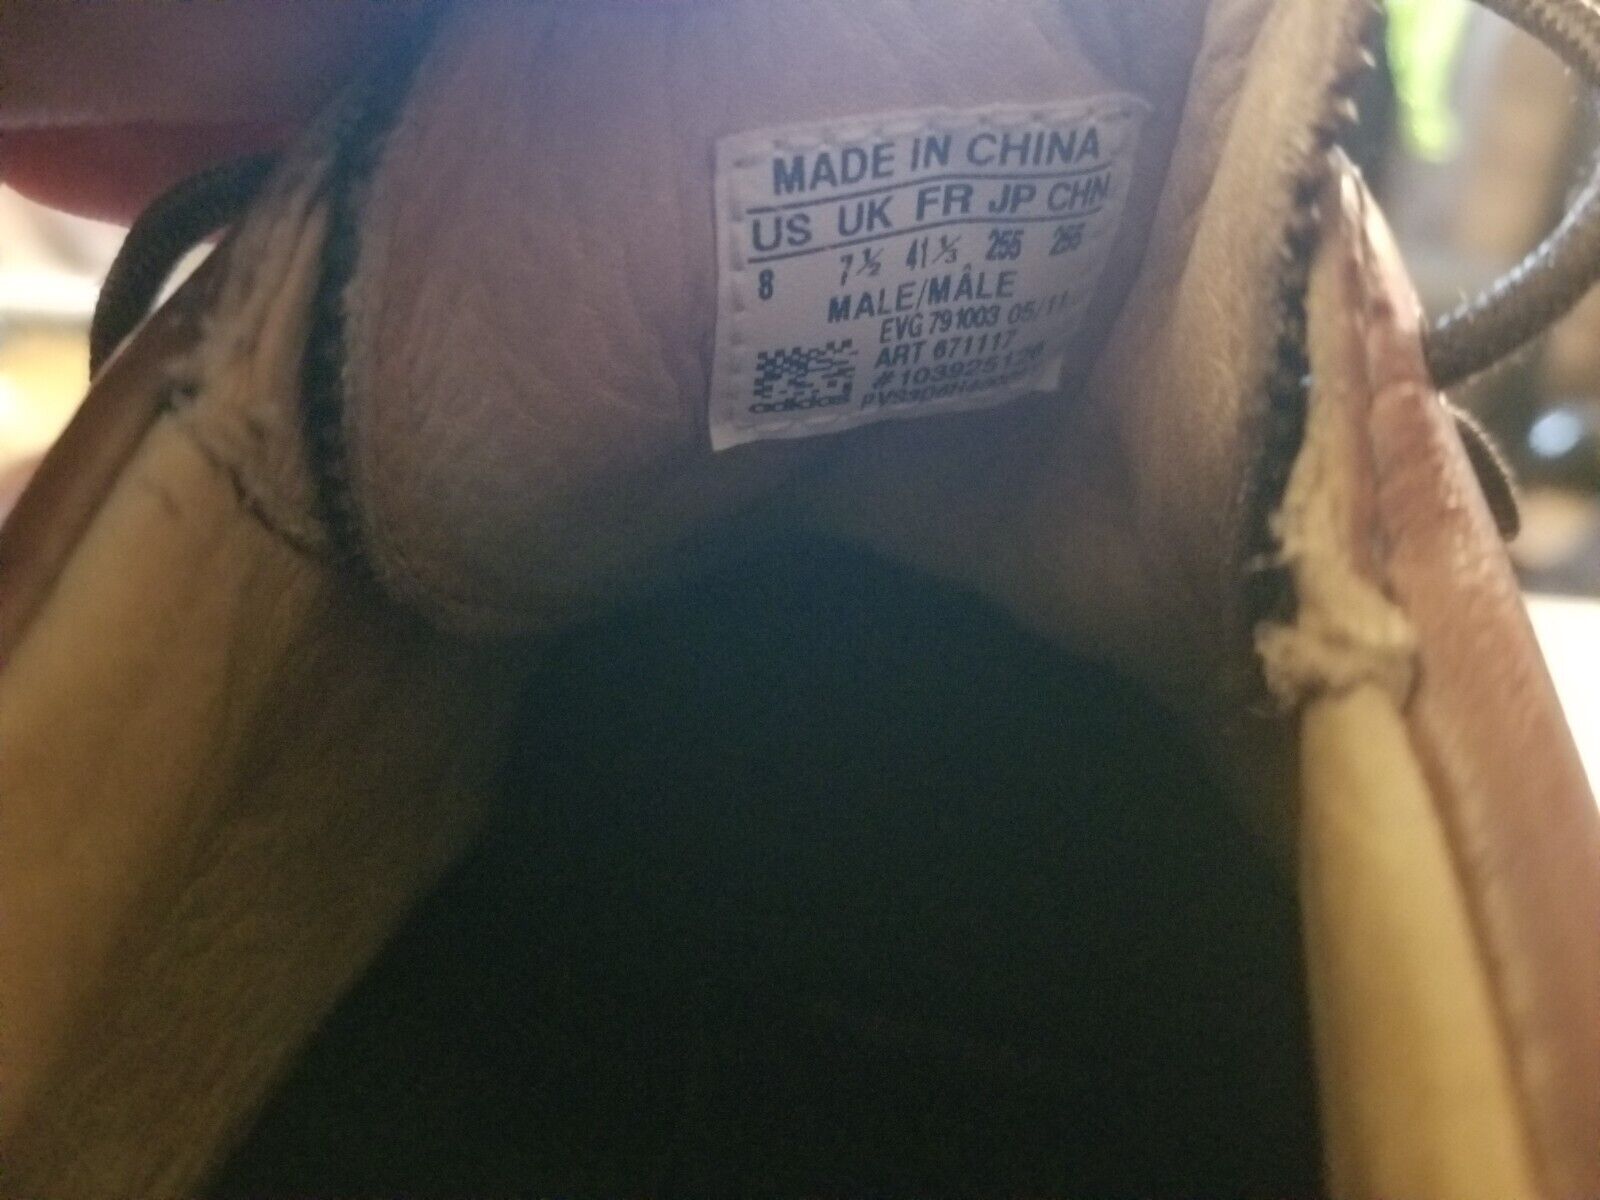 MADE IN CHINA
US UK FR JP CHN
8 7½ 41⅓ 255 255
MALE/MÂLE
EVG 791003 05/11
ART 671117
adidas